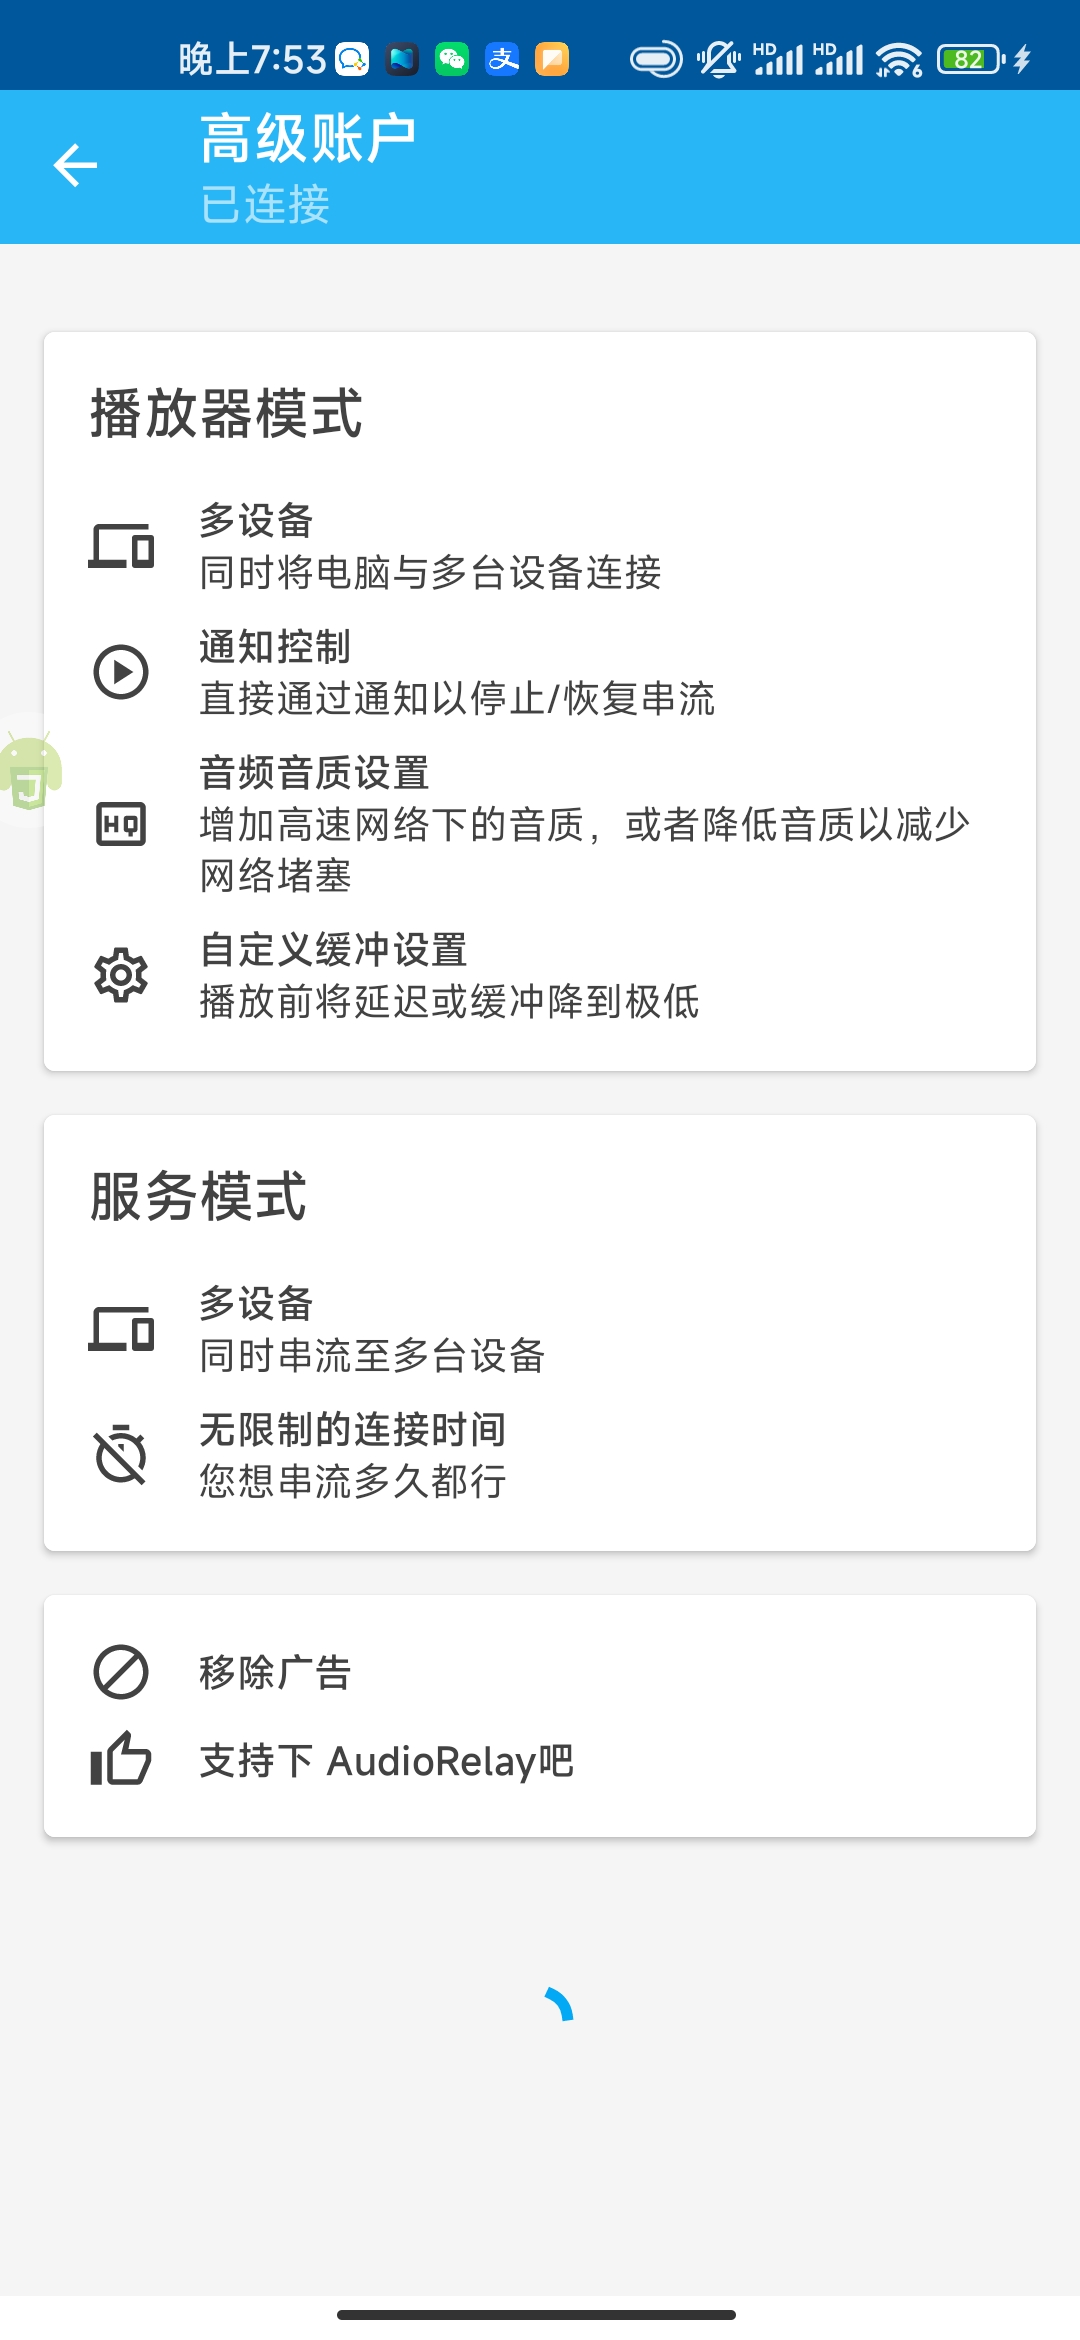 晚上7:53
HD
HD
6
82
高级账户
已连接
播放器模式
多设备
同时将电脑与多台设备连接
通知控制
直接通过通知以停止/恢复串流
音频音质设置
HQ
增加高速网络下的音质，或者降低音质以减少
网络堵塞
自定义缓冲设置
播放前将延迟或缓冲降到极低
服务模式
多设备
同时串流至多台设备
无限制的连接时间
您想串流多久都行
移除广告
支持下 AudioRelay吧